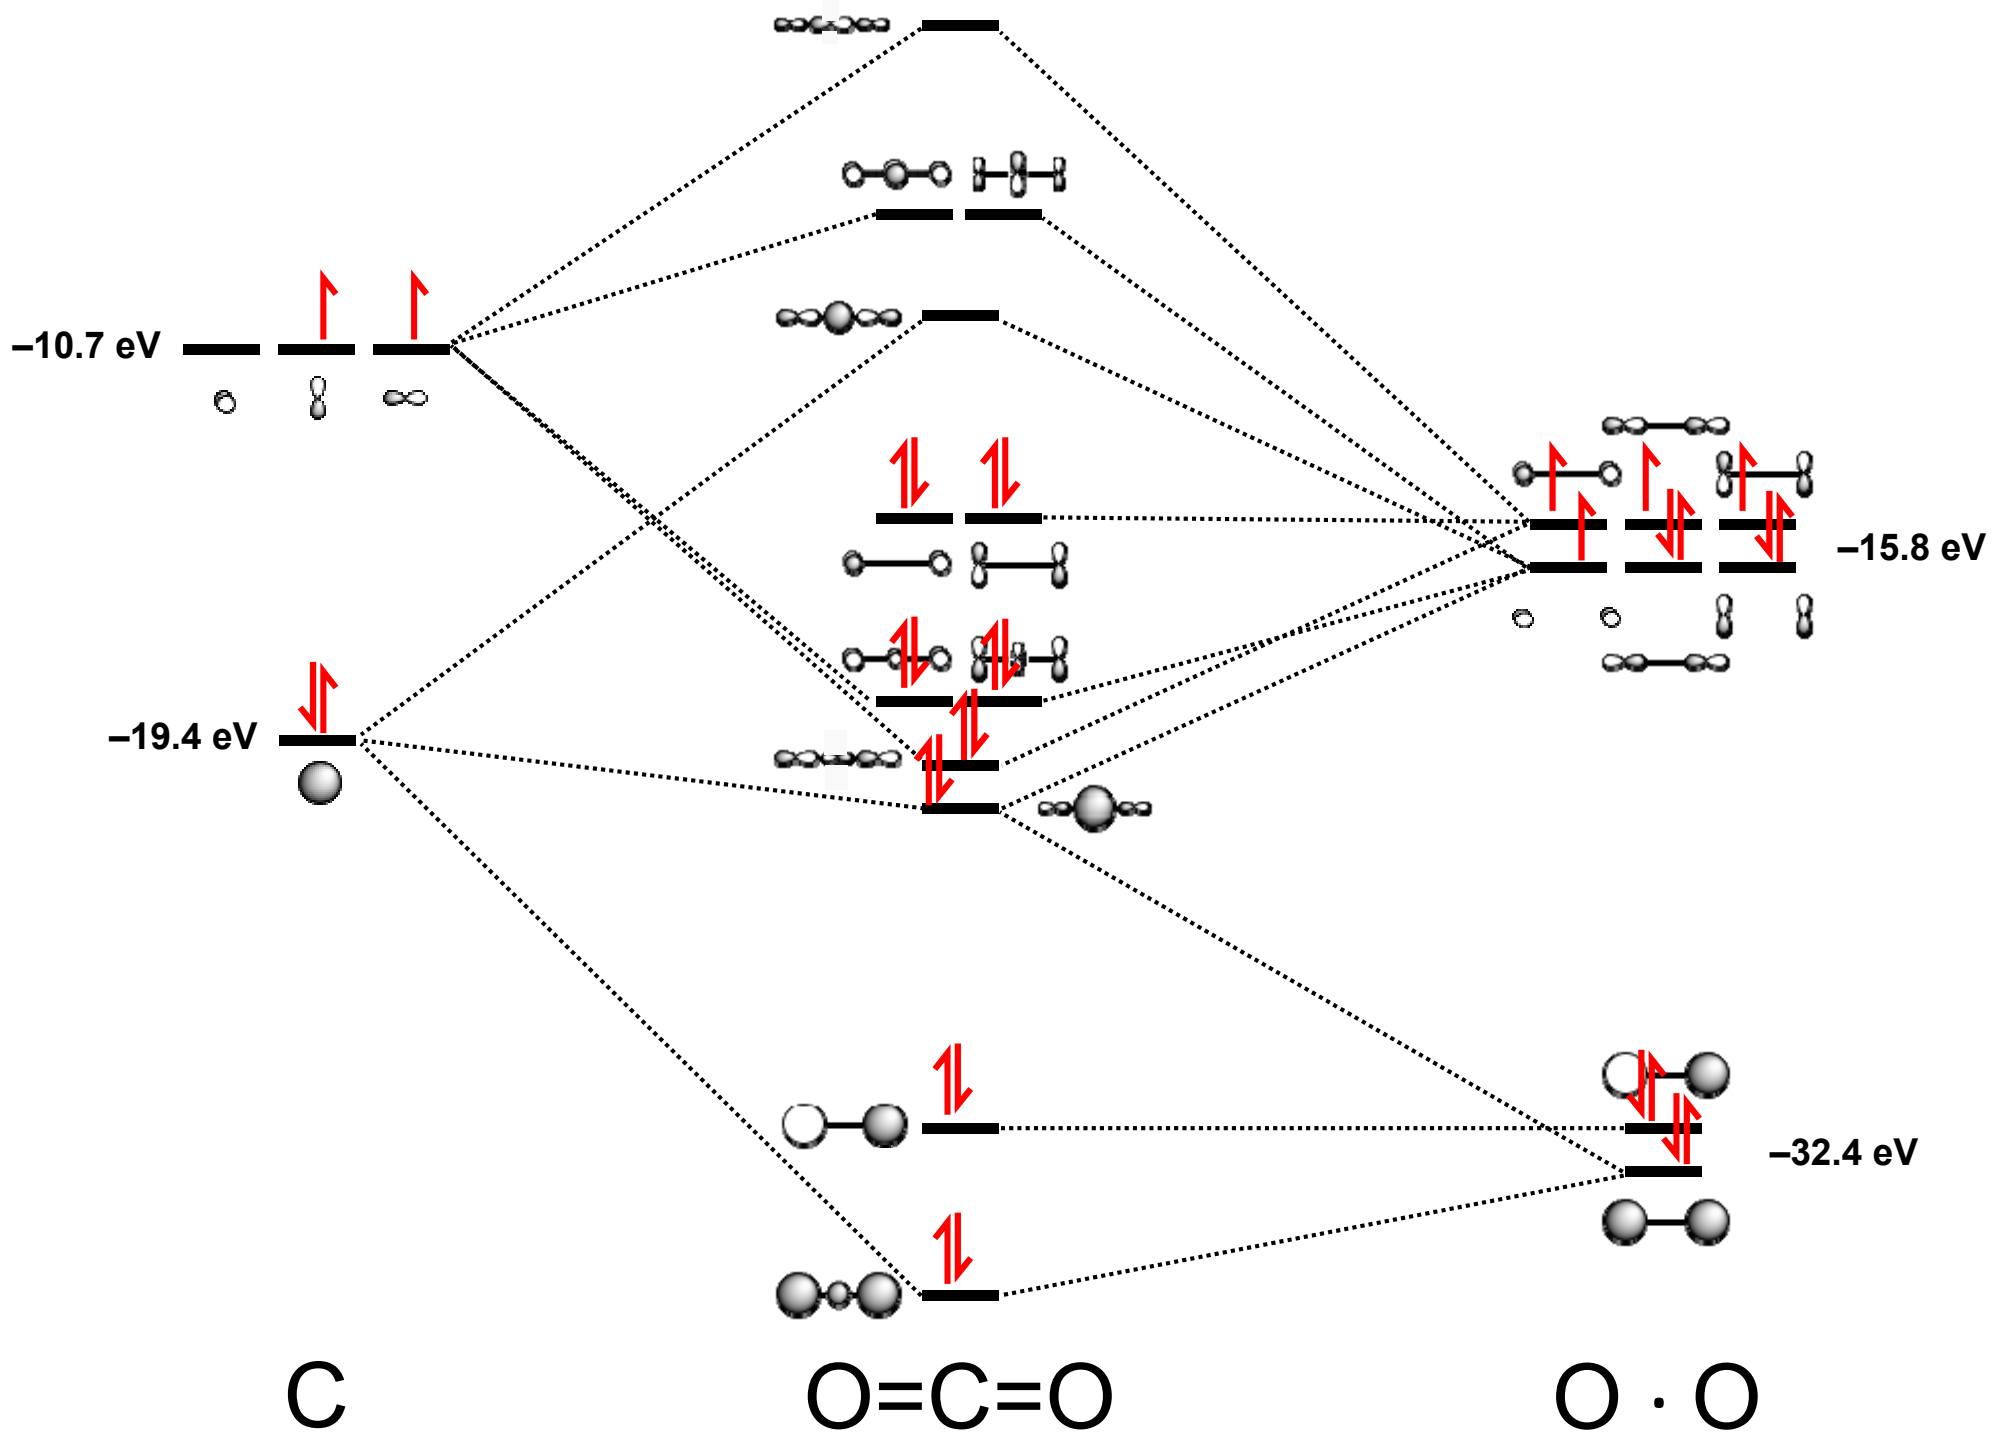 –10.7 eV
–15.8 eV
–19.4 eV
–32.4 eV
C
O=C=O
O · O